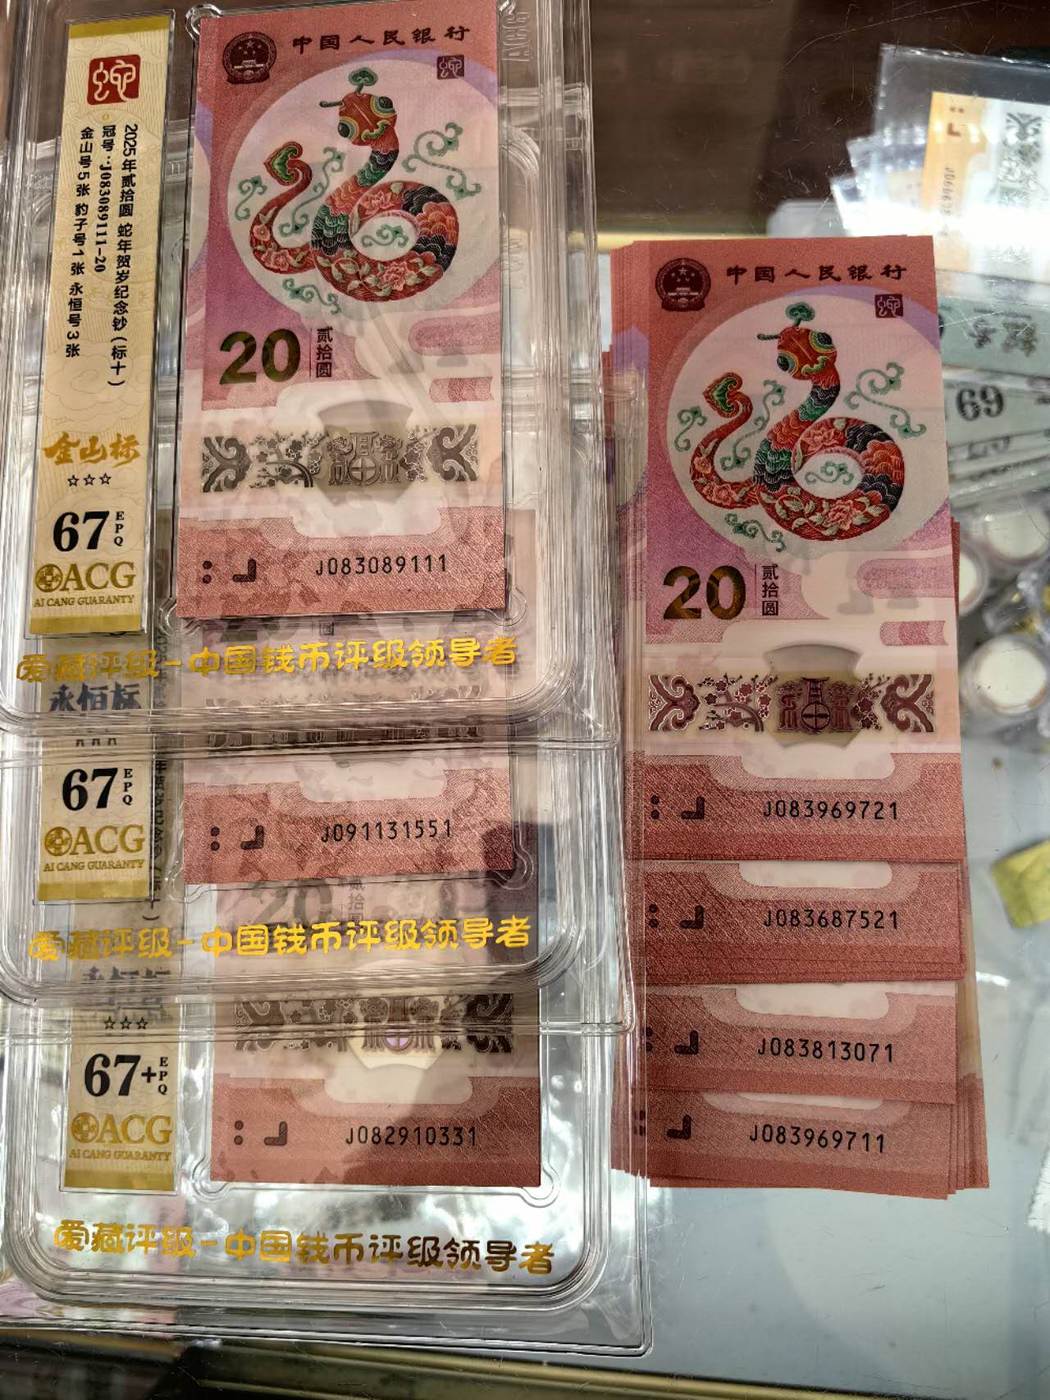 蛇
2025年贰拾圆 蛇年贺岁纪念钞（标十）
冠号：J083089111-20
金山号5张 豹子号1张 永恒号3张
金山标
☆☆☆
67 EPQ
ACG
AI CANG GUARANTY
中国人民银行
20 贰拾圆
J083089111
爱藏评级-中国钱币评级领导者
永恒标
67 EPQ
ACG
AI CANG GUARANTY
J091131551
20
爱藏评级-中国钱币评级领导者
☆☆☆
67+ EPQ
ACG
AI CANG GUARANTY
J082910331
爱藏评级-中国钱币评级领导者
中国人民银行
20 贰拾圆
J083969721
J083687521
J083813071
J083969711
69